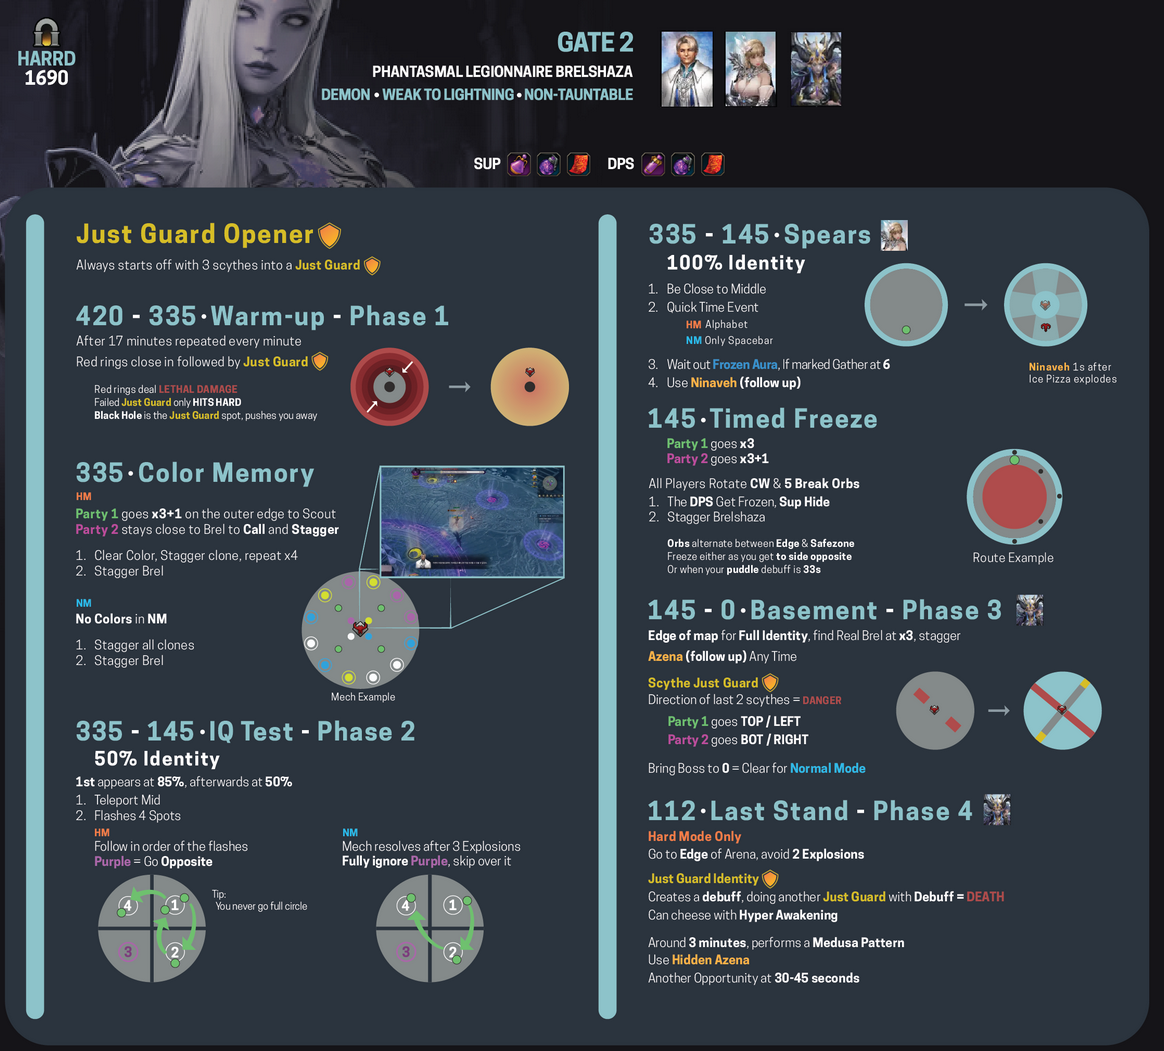 HARRD
1690
GATE 2
PHANTASMAL LEGIONNAIRE BRELSHAZA
DEMON • WEAK TO LIGHTNING • NON-TAUNTABLE
SUP
DPS
Just Guard Opener
Always starts off with 3 scythes into a Just Guard
420 - 335·Warm-up - Phase 1
After 17 minutes repeated every minute
Red rings close in followed by Just Guard
Red rings deal LETHAL DAMAGE
Failed Just Guard only HITS HARD
Black Hole is the Just Guard spot, pushes you away
335·Color Memory
HM
Party 1 goes x3+1 on the outer edge to Scout
Party 2 stays close to Brel to Call and Stagger
1. Clear Color, Stagger clone, repeat x4
2. Stagger Brel
NM
No Colors in NM
1. Stagger all clones
2. Stagger Brel
Mech Example
335 - 145·IQ Test - Phase 2
50% Identity
1st appears at 85%, afterwards at 50%
1. Teleport Mid
2. Flashes 4 Spots
HM
Follow in order of the flashes
Purple = Go Opposite
4
1
3
2
Tip:
You never go full circle
NM
Mech resolves after 3 Explosions
Fully ignore Purple, skip over it
4
1
3
2
335 - 145·Spears
100% Identity
1. Be Close to Middle
2. Quick Time Event
HM Alphabet
NM Only Spacebar
3. Wait out Frozen Aura, If marked Gather at 6
4. Use Ninaveh (follow up)
Ninaveh 1s after
Ice Pizza explodes
145·Timed Freeze
Party 1 goes x3
Party 2 goes x3+1
All Players Rotate CW & 5 Break Orbs
1. The DPS Get Frozen, Sup Hide
2. Stagger Brelshaza
Orbs alternate between Edge & Safezone
Freeze either as you get to side opposite
Or when your puddle debuff is 33s
Route Example
145 - 0·Basement - Phase 3
Edge of map for Full Identity, find Real Brel at x3, stagger
Azena (follow up) Any Time
Scythe Just Guard
Direction of last 2 scythes = DANGER
Party 1 goes TOP / LEFT
Party 2 goes BOT / RIGHT
Bring Boss to 0 = Clear for Normal Mode
112·Last Stand - Phase 4
Hard Mode Only
Go to Edge of Arena, avoid 2 Explosions
Just Guard Identity
Creates a debuff, doing another Just Guard with Debuff = DEATH
Can cheese with Hyper Awakening
Around 3 minutes, performs a Medusa Pattern
Use Hidden Azena
Another Opportunity at 30-45 seconds